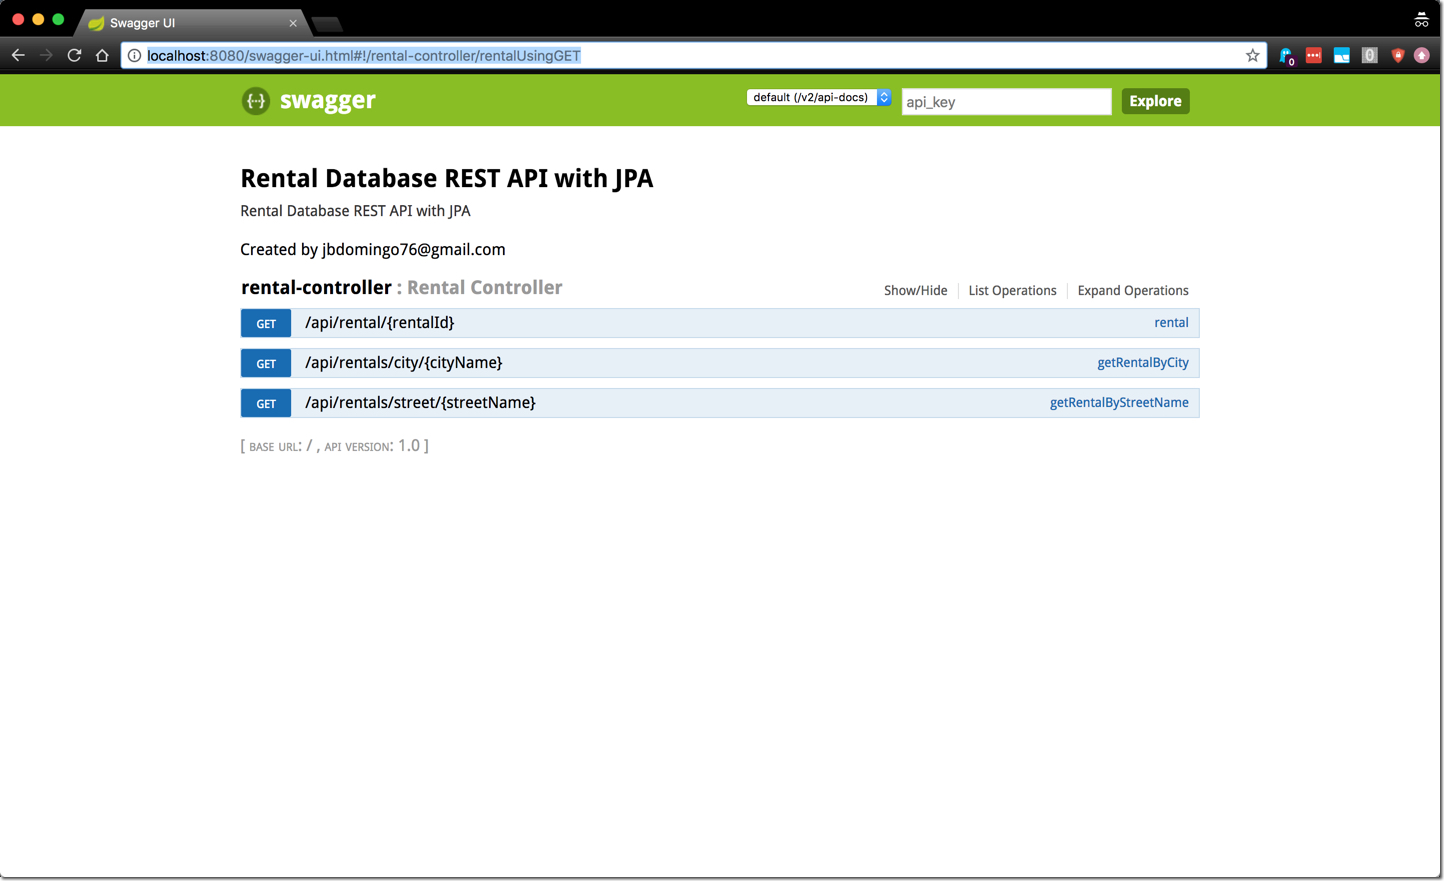 Swagger UI
localhost:8080/swagger-ui.html#!/rental-controller/rentalUsingGET
0
0
{··}
swagger
default (/v2/api-docs)
api_key
Explore
Rental Database REST API with JPA
Rental Database REST API with JPA
Created by jbdomingo76@gmail.com
rental-controller : Rental Controller
Show/Hide
List Operations
Expand Operations
GET /api/rental/{rentalId} rental
GET /api/rentals/city/{cityName} getRentalByCity
GET /api/rentals/street/{streetName} getRentalByStreetName
[ BASE URL: / , API VERSION: 1.0 ]